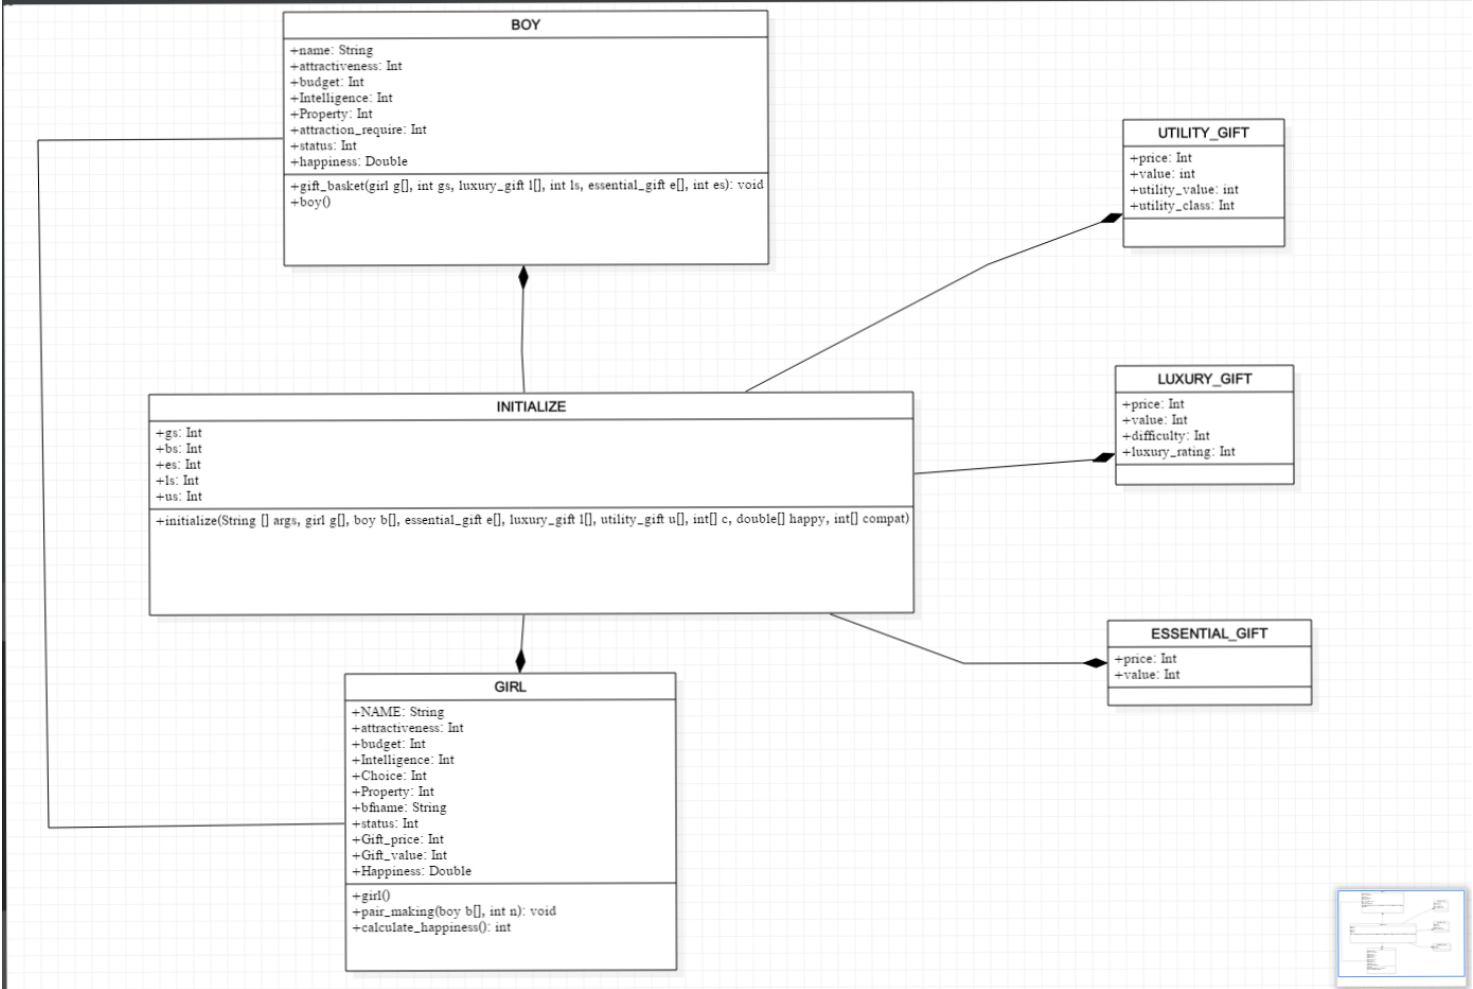 BOY
+name: String
+attractiveness: Int
+budget: Int
+Intelligence: Int
+Property: Int
+attraction_require: Int
+status: Int
+happiness: Double
+gift_basket(girl g[], int gs, luxury_gift l[], int ls, essential_gift e[], int es): void
+boy()
UTILITY_GIFT
+price: Int
+value: int
+utility_value: int
+utility_class: Int
LUXURY_GIFT
+price: Int
+value: Int
+difficulty: Int
+luxury_rating: Int
INITIALIZE
+gs: Int
+bs: Int
+es: Int
+ls: Int
+us: Int
+initialize(String [] args, girl g[], boy b[], essential_gift e[], luxury_gift l[], utility_gift u[], int[] c, double[] happy, int[] compat)
ESSENTIAL_GIFT
+price: Int
+value: Int
GIRL
+NAME: String
+attractiveness: Int
+budget: Int
+Intelligence: Int
+Choice: Int
+Property: Int
+bfname: String
+status: Int
+Gift_price: Int
+Gift_value: Int
+Happiness: Double
+girl()
+pair_making(boy b[], int n): void
+calculate_happiness(): int